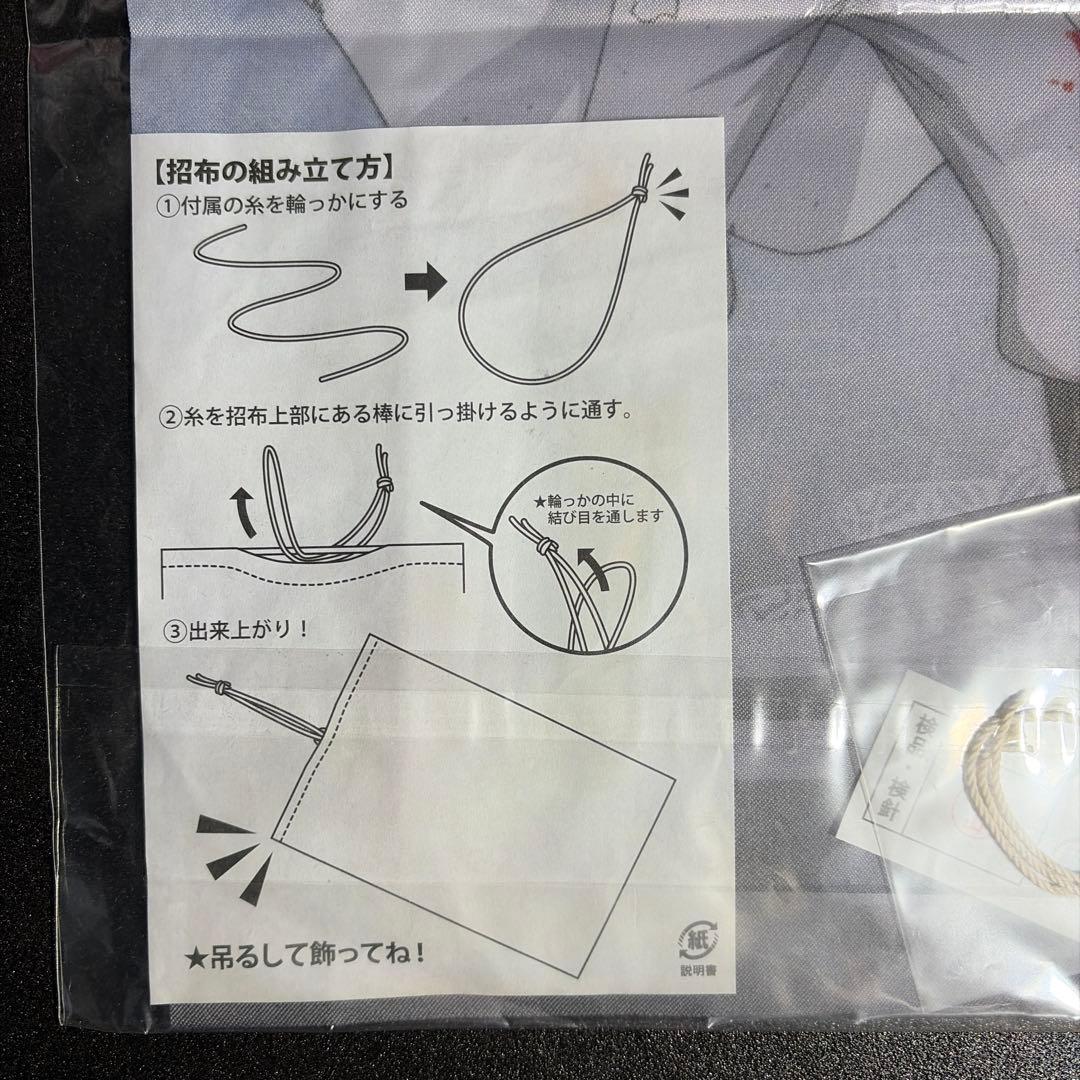 【招布の組み立て方】
①付属の糸を輪っかにする
②糸を招布上部にある棒に引っ掛けるように通す。
★輪っかの中に
結び目を通します
③出来上がり！
★吊るして飾ってね！
紙
説明書
検品・検針